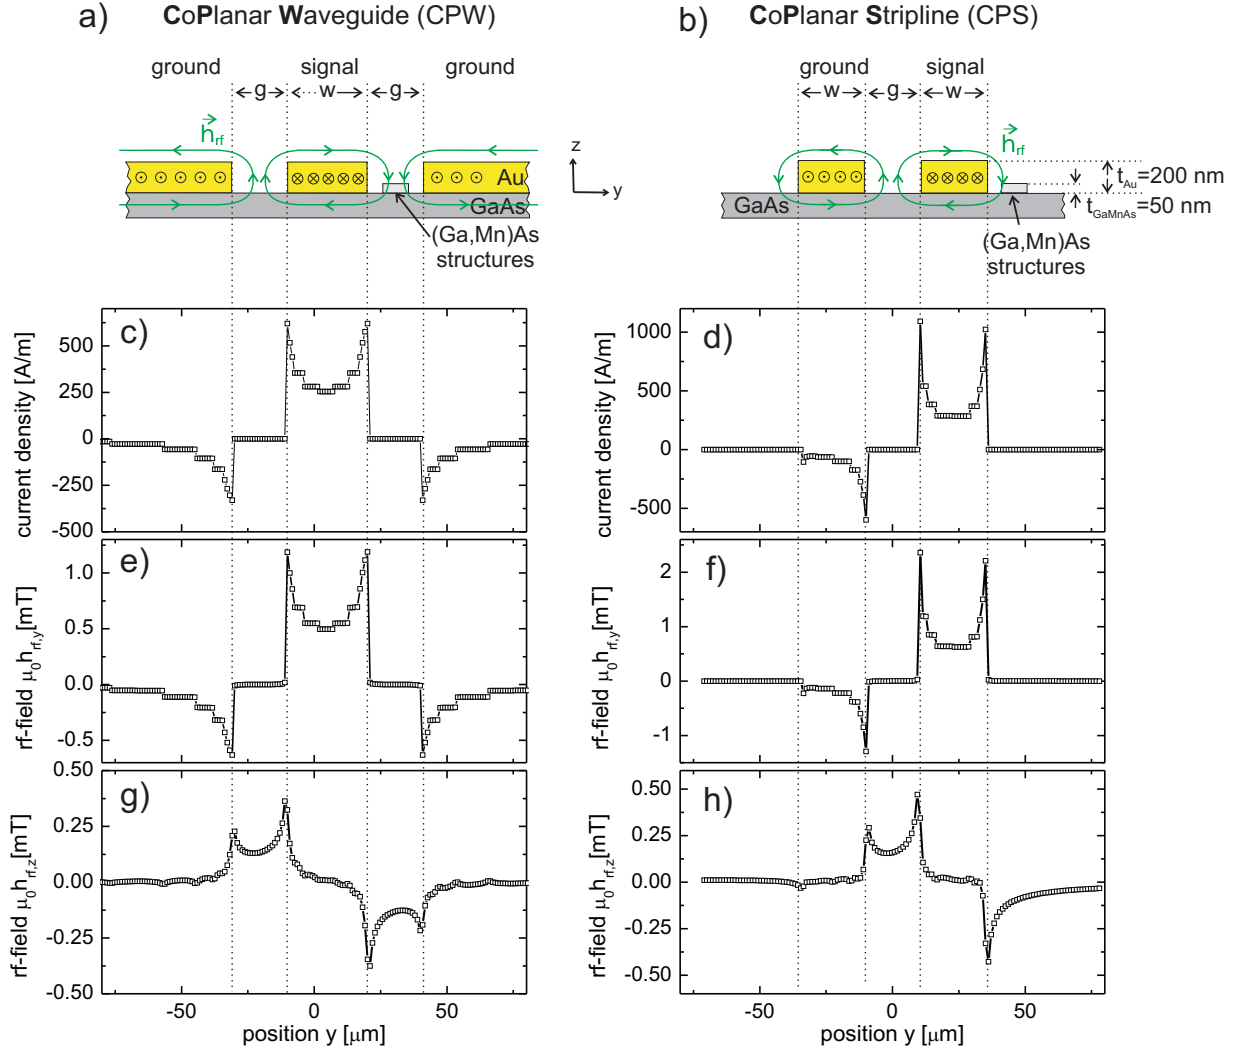 a) CoPlanar Waveguide (CPW)
ground signal ground
g w g
h rf
Au
GaAs
(Ga,Mn)As
structures
z
y
b) CoPlanar Stripline (CPS)
ground signal
w g w
h rf
t Au =200 nm
t GaMnAs =50 nm
GaAs
(Ga,Mn)As
structures
c)
current density [A/m]
500
250
0
-250
-500
d)
current density [A/m]
1000
500
0
-500
e)
rf-field μ0hrf,y[mT]
1.0
0.5
0.0
-0.5
f)
rf-field μ0hrf,y[mT]
2
1
0
-1
g)
rf-field μ0hrf,z[mT]
0.50
0.25
0.00
-0.25
-0.50
-50 0 50
position y [μm]
h)
rf-field μ0hrf,z[mT]
0.50
0.25
0.00
-0.25
-0.50
-50 0 50
position y [μm]